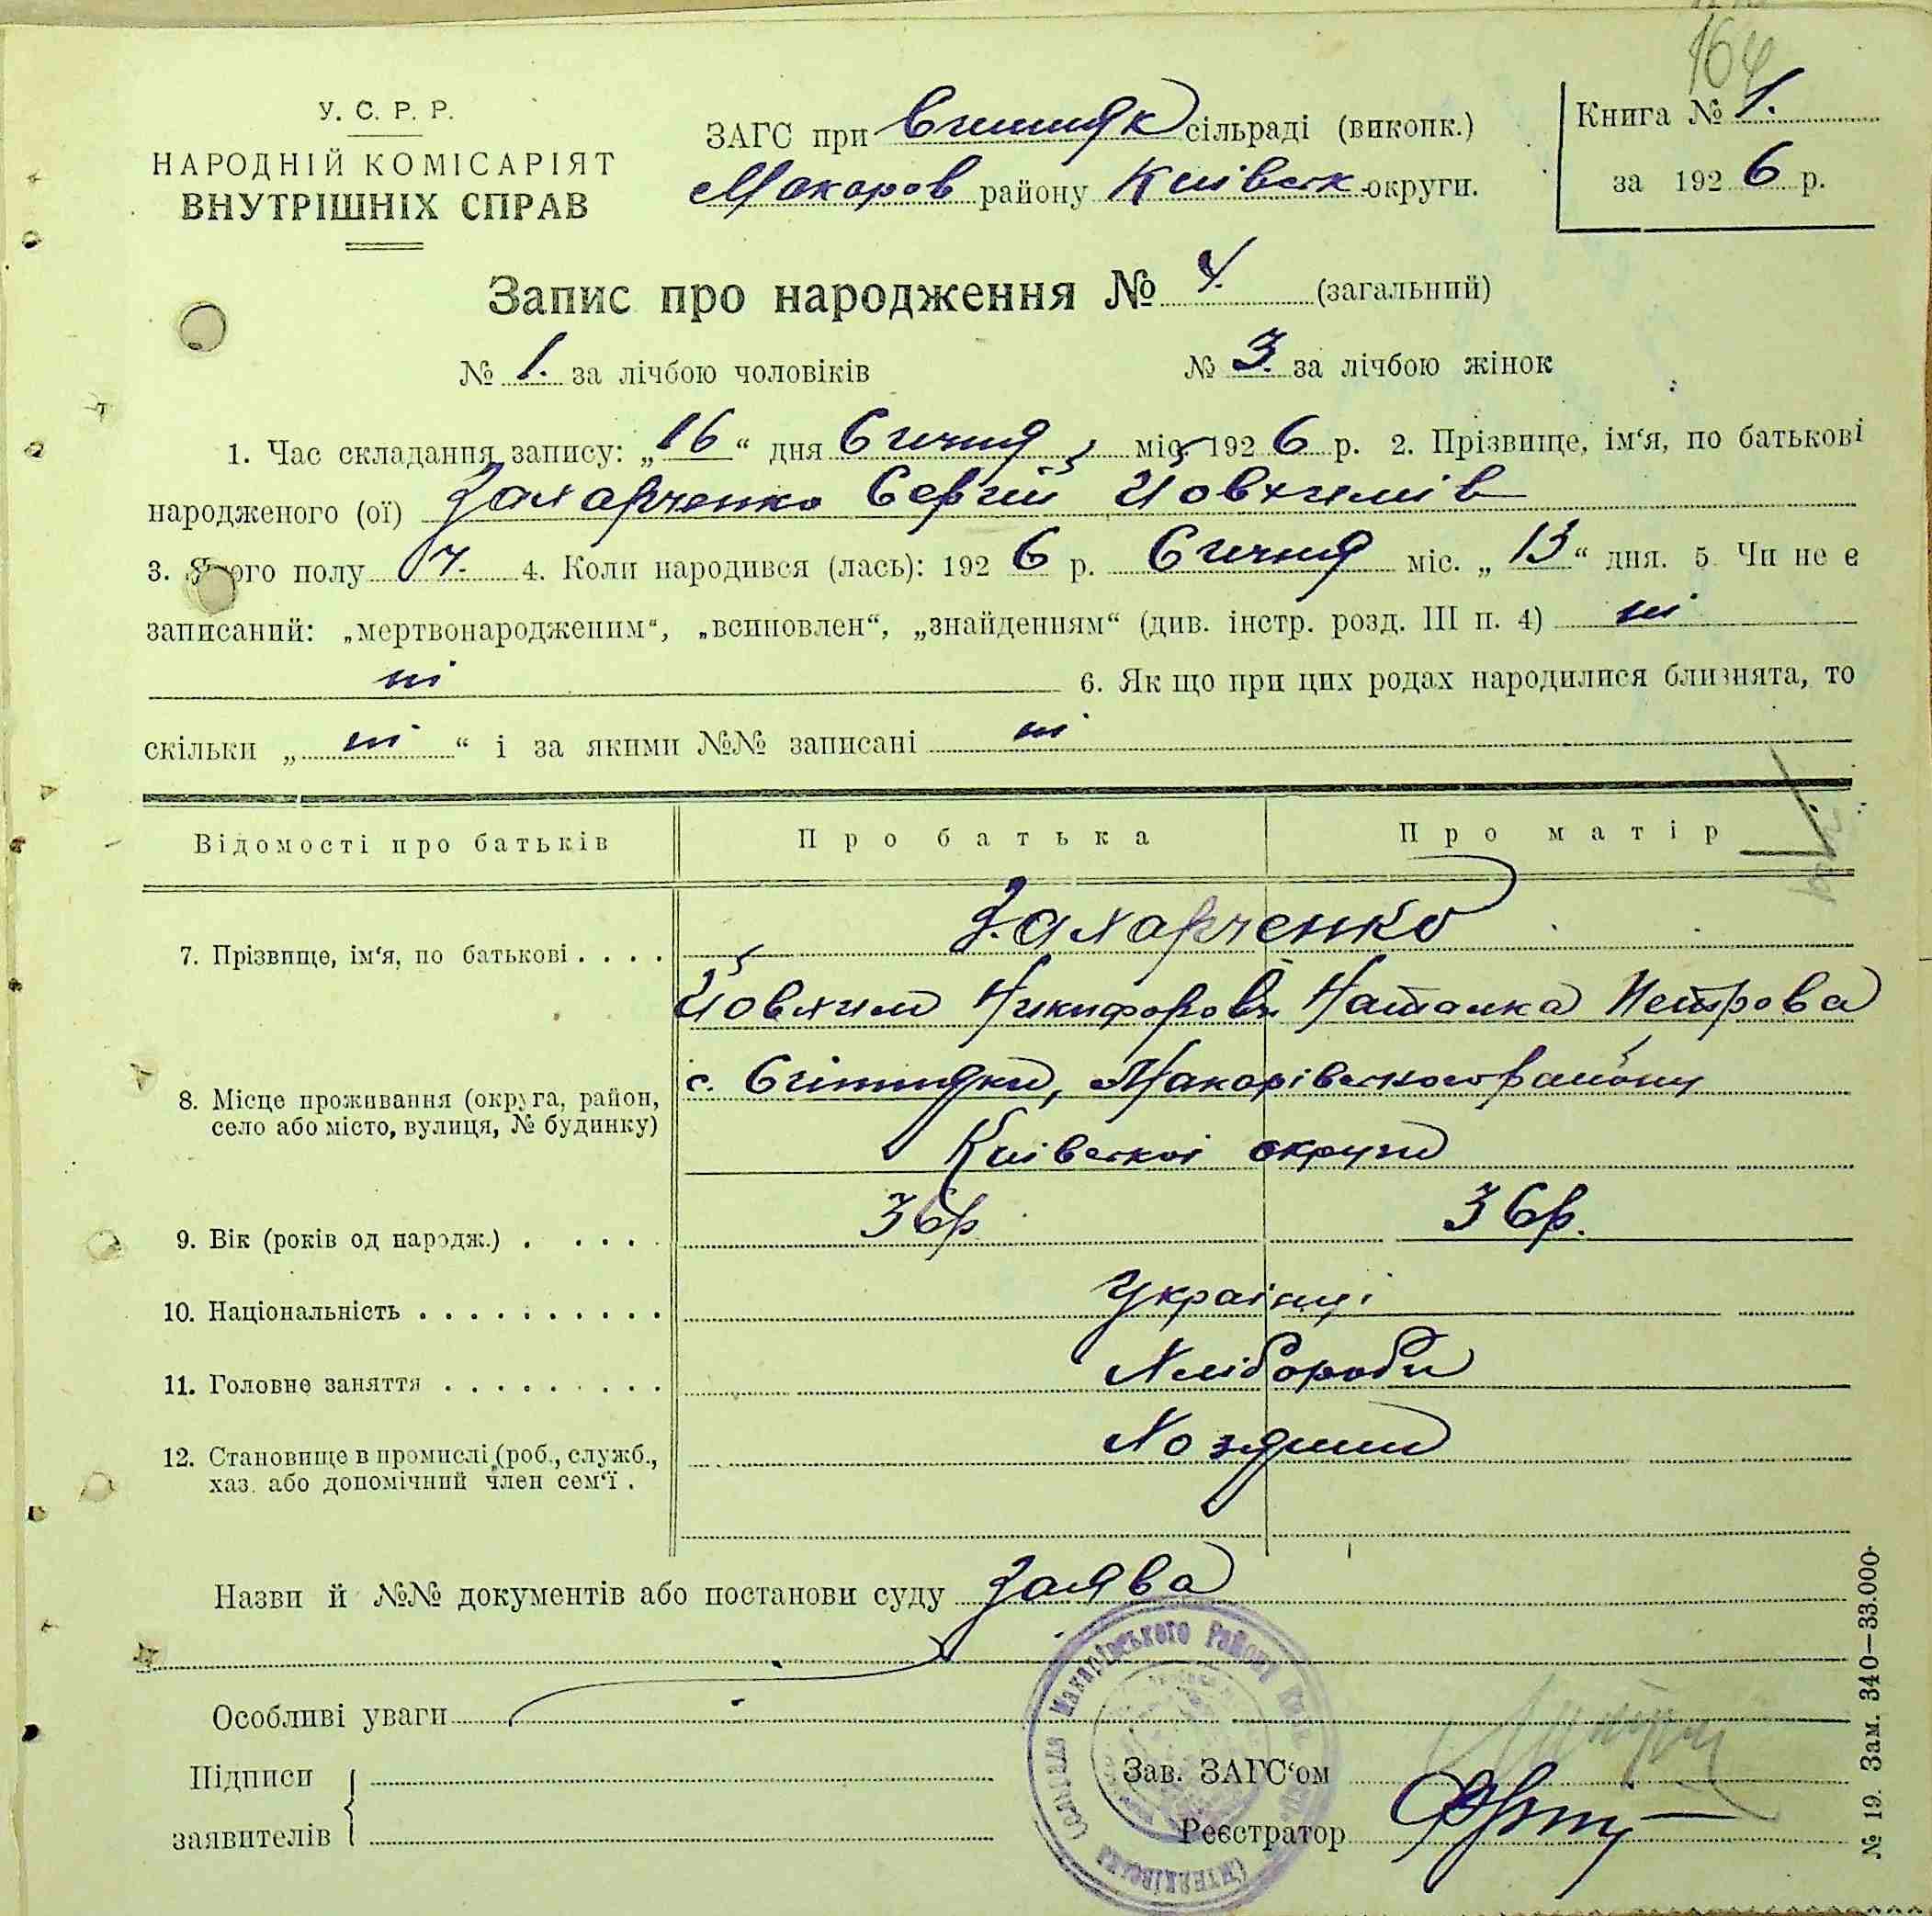 164
У. С. Р. Р.
НАРОДНІЙ КОМІСАРІЯТ
ВНУТРІШНІХ СПРАВ
ЗАГС при Ситняк сільраді (виконк.)
Макаров району Київськ округи.
Книга № 1.
за 1926 р.
Запис про народження № 4. (загальний)
№ 1. за лічбою чоловіків № 3. за лічбою жінок
1. Час складання запису: „16“ дня Січня міс. 1926 р. 2. Прізвище, ім'я, по батькові
народженого (ої) Захарченко Сергій Йовхимів
3. Якого полу Ч. 4. Коли народився (лась): 1926 р. Січня міс. „13“ дня. 5 Чи не є
записаний: „мертвонародженим“, „всиновлен“, „знайденням“ (див. інстр. розд. III п. 4) ні
ні 6. Як що при цих родах народилися близнята, то
скільки „ні“ і за якими №№ записані ні
Відомості про батьків Про батька Про матір
7. Прізвище, ім'я, по батькові . . . . Захарченко
Йовхим Никифоров Наталка Петрова
8. Місце проживання (округа, район,
село або місто, вулиця, № будинку)
с. Ситняки, Макарівського району
Київської округи
9. Вік (років од народж.) . . . . . 36р 36р.
10. Національність . . . . . . . . . . Українці
11. Головне заняття . . . . . . . . . Хлібороби
12. Становище в промислі (роб., служб.,
хаз. або допомічний член сем'ї .
Хозяини
Назви й №№ документів або постанови суду Заява
Особливі уваги
Підписи
заявителів
Зав. ЗАГС'ом
Реєстратор
Макарівського Району
№ 19. Зам. 340—33.000.